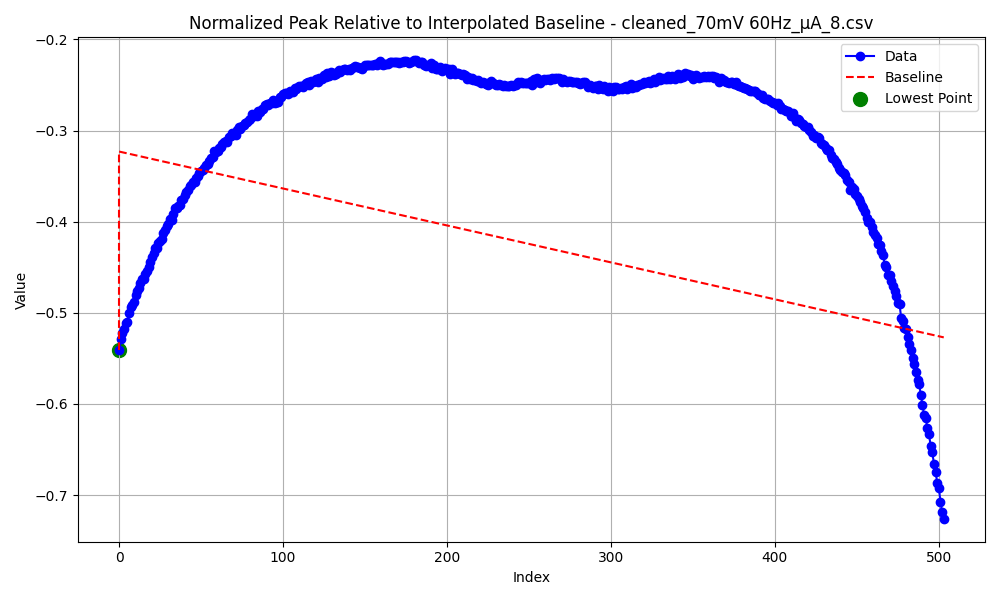 Normalized Peak Relative to Interpolated Baseline - cleaned_70mV 60Hz_μA_8.csv
Data
Baseline
Lowest Point
−0.2
−0.3
−0.4
−0.5
−0.6
−0.7
Value
0
100
200
300
400
500
Index